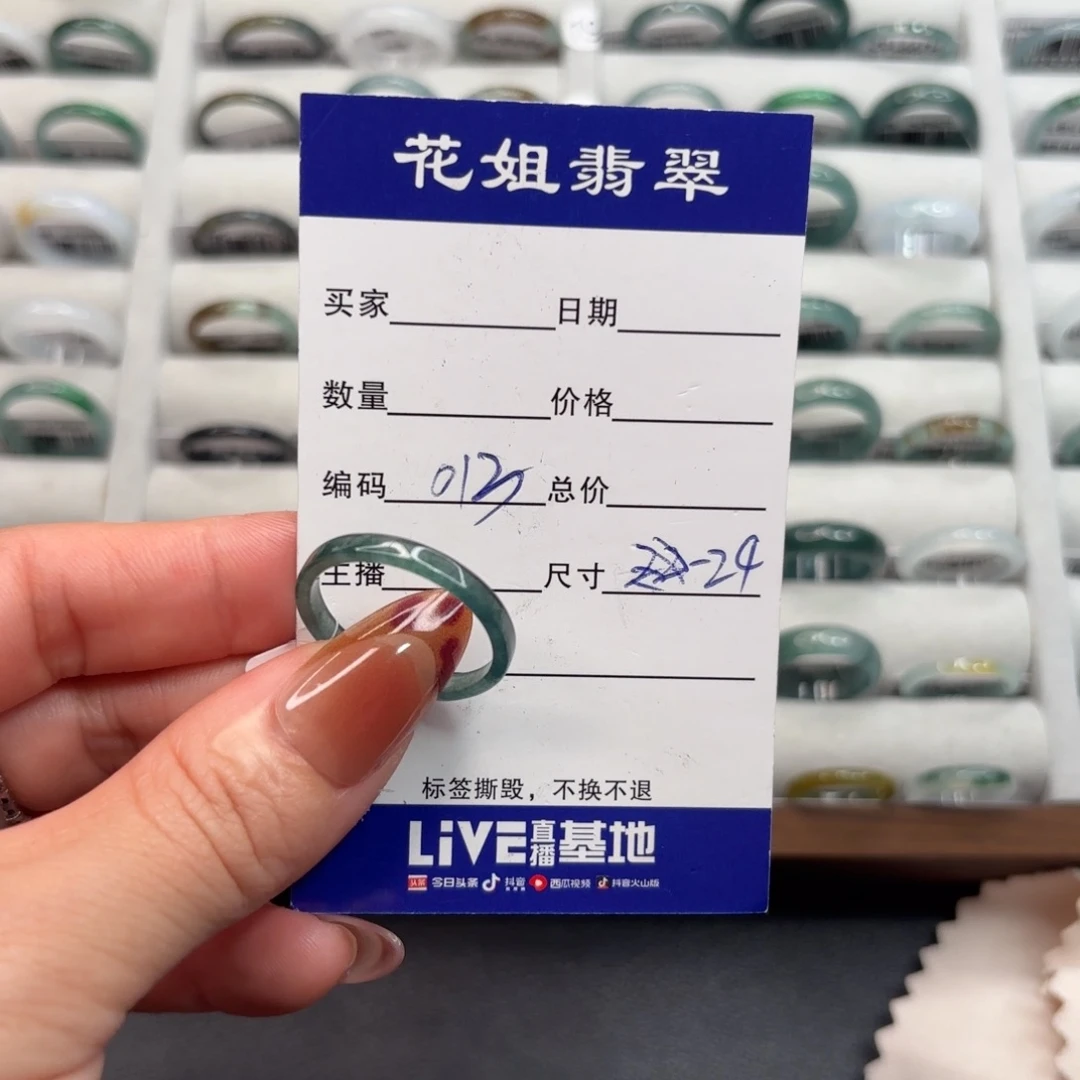 花姐翡翠
买家 日期
数量 价格
编码 总价
主播 尺寸 -24
标签撕毁，不换不退
LiVE直播基地
头条 今日头条 抖音 西瓜视频 抖音火山版